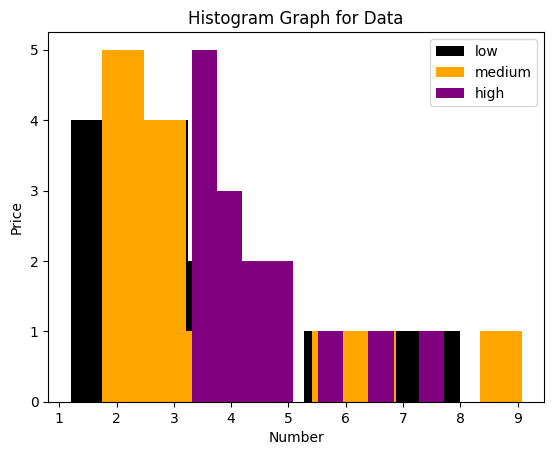 Histogram Graph for Data
low
medium
high
Price
5
4
3
2
1
0
1 2 3 4 5 6 7 8 9
Number